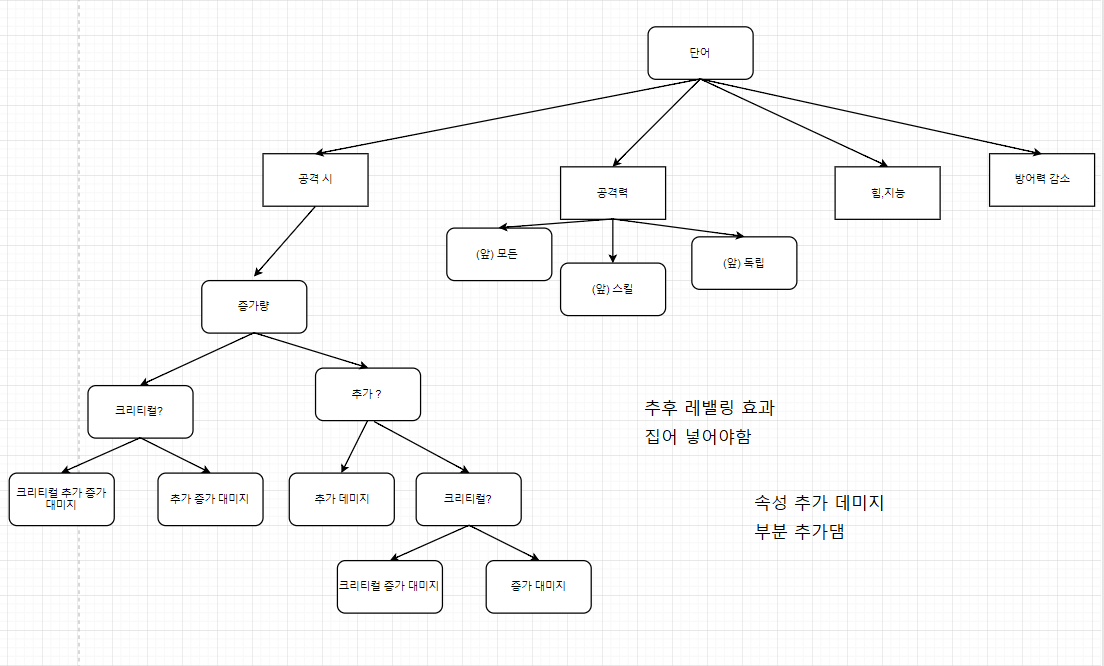 단어
공격 시
공격력
힘,지능
방어력 감소
(앞) 모든
(앞) 스킬
(앞) 독립
증가량
크리티컬?
추가 ?
크리티컬 추가 증가
대미지
추가 증가 대미지
추가 데미지
크리티컬?
크리티컬 증가 대미지
증가 대미지
추후 레밸링 효과
집어 넣어야함
속성 추가 데미지
부분 추가댐